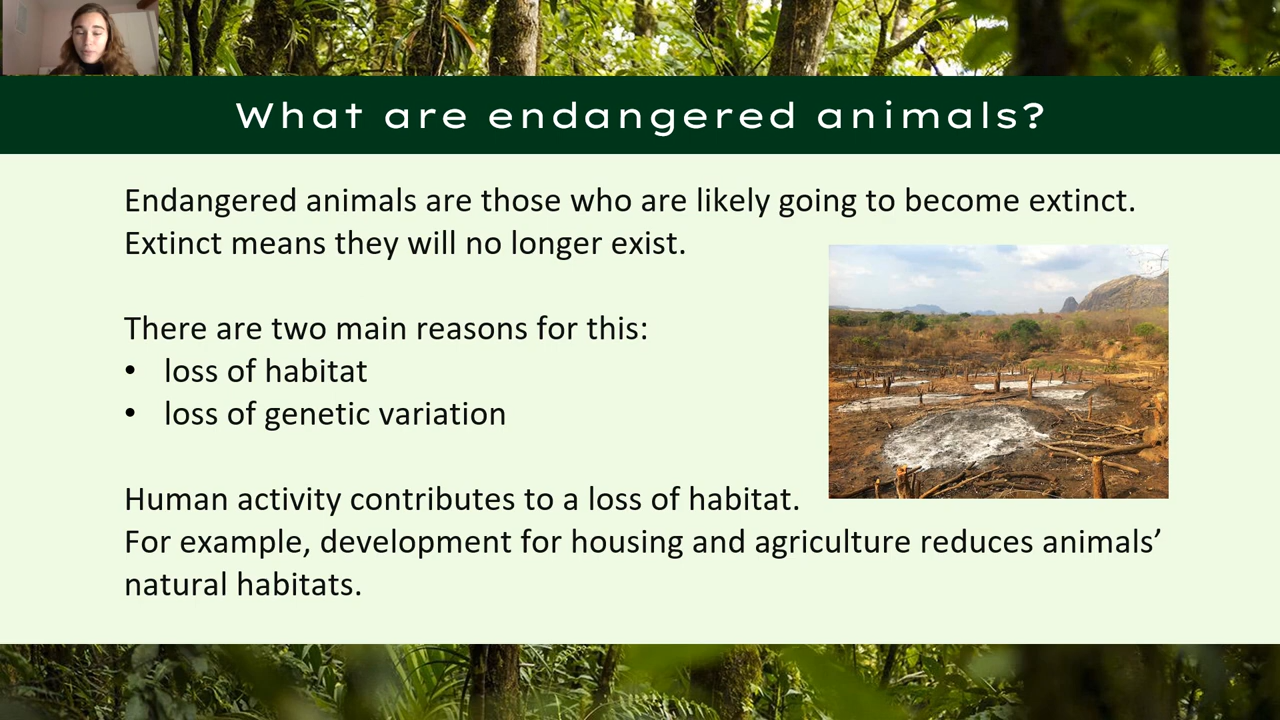 What are endangered animals?
Endangered animals are those who are likely going to become extinct.
Extinct means they will no longer exist.
There are two main reasons for this:
• loss of habitat
• loss of genetic variation
Human activity contributes to a loss of habitat.
For example, development for housing and agriculture reduces animals’
natural habitats.